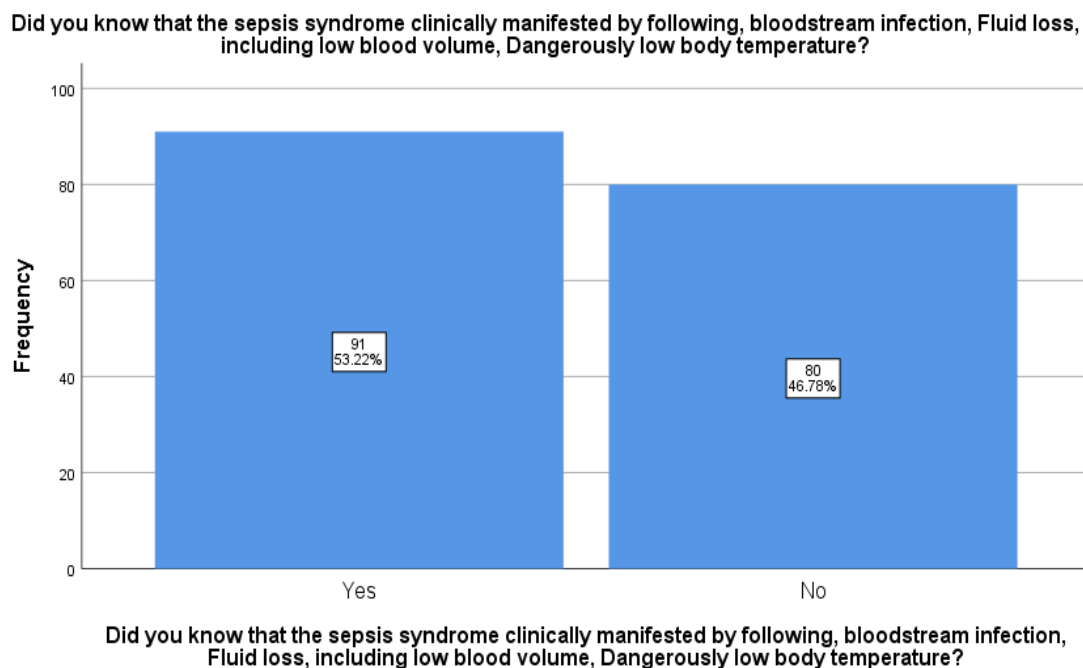 Did you know that the sepsis syndrome clinically manifested by following, bloodstream infection, Fluid loss,
including low blood volume, Dangerously low body temperature?
100
80
60
40
20
0
Frequency
91
53.22%
80
46.78%
Yes
No
Did you know that the sepsis syndrome clinically manifested by following, bloodstream infection,
Fluid loss, including low blood volume, Dangerously low body temperature?